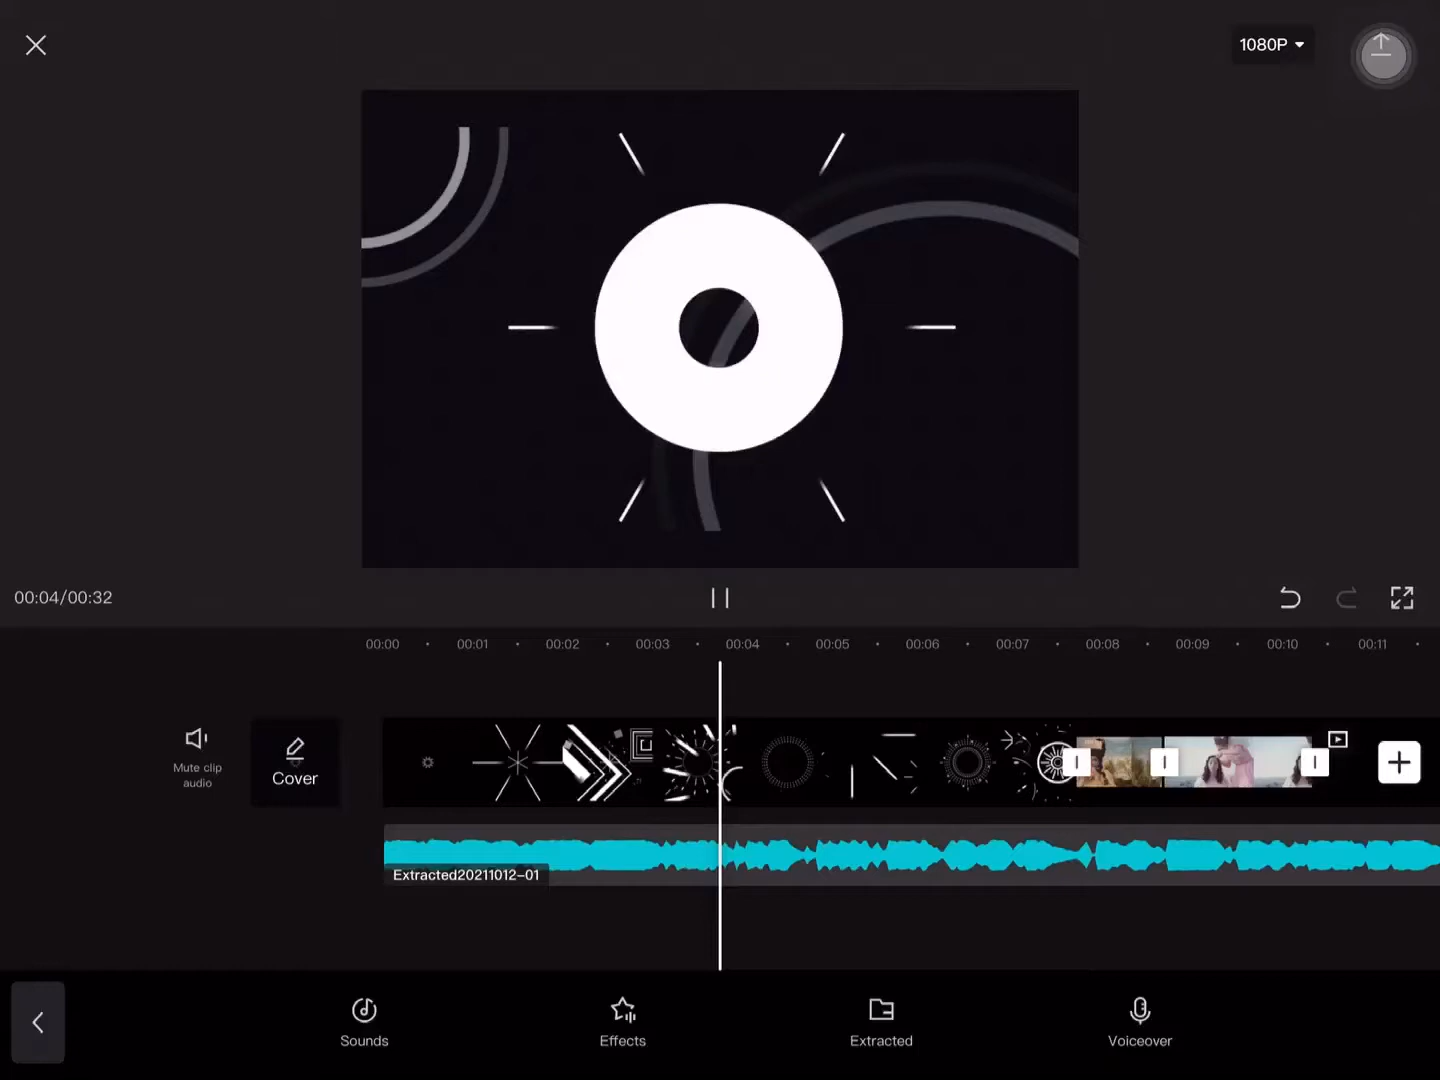 1080P
00:04/00:32
00:00 00:01 00:02 00:03 00:04 00:05 00:06 00:07 00:08 00:09 00:10 00:11
Mute clip
audio
Cover
Extracted20211012-01
Sounds
Effects
Extracted
Voiceover